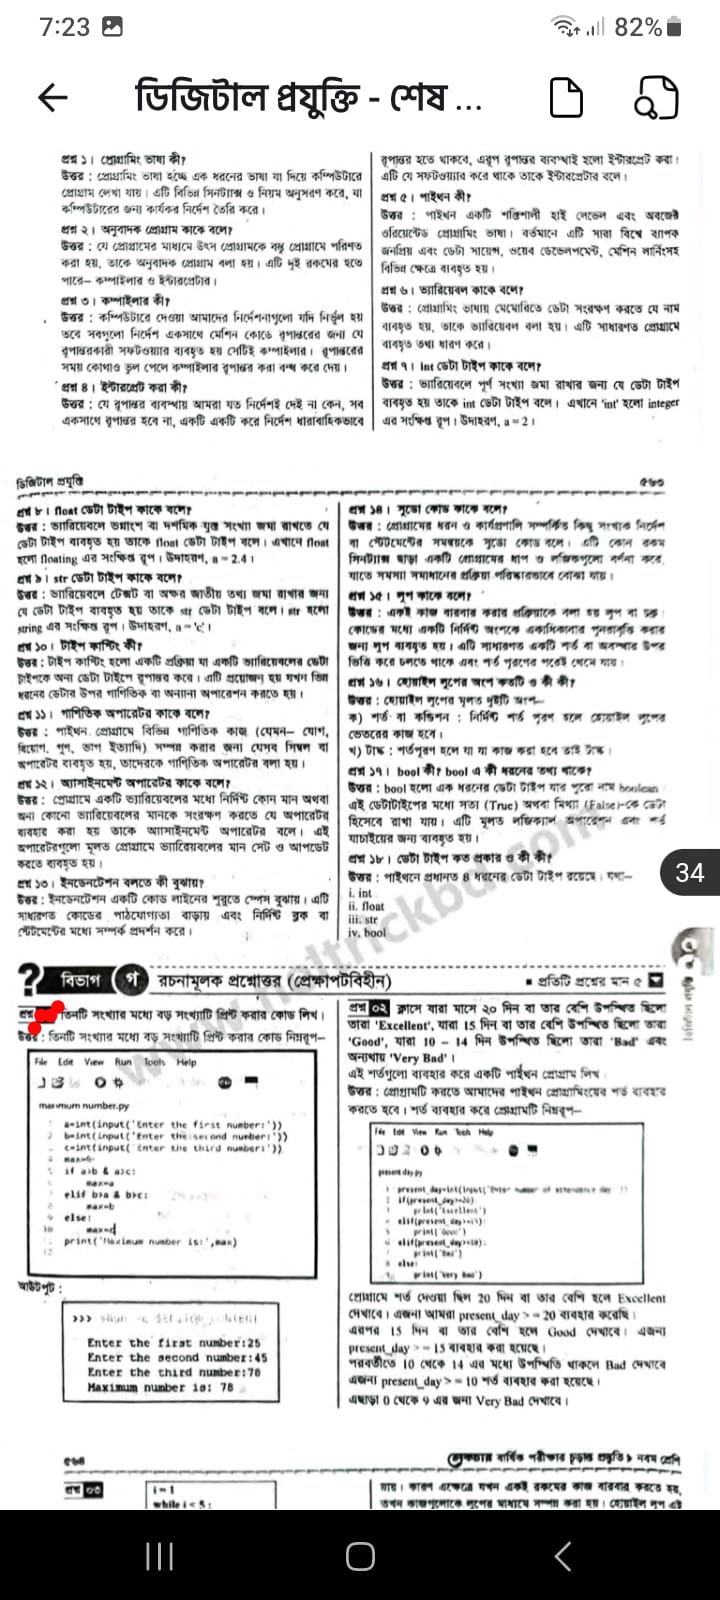 7:23
82%
ডিজিটাল প্রযুক্তি - শেষ ...
প্রশ্ন ১। প্রোগ্রামিং ভাষা কী?
উত্তর : প্রোগ্রামিং ভাষা হচ্ছে এক ধরনের ভাষা যা দিয়ে কম্পিউটারে
প্রোগ্রাম লেখা যায়। এটি বিভিন্ন সিনট্যাক্স ও নিয়ম অনুসরণ করে, যা
কম্পিউটারের জন্য কার্যকর নির্দেশ তৈরি করে।
প্রশ্ন ২। অনুবাদক প্রোগ্রাম কাকে বলে?
উত্তর : যে প্রোগ্রামের মাধ্যমে উৎস প্রোগ্রামকে বস্তু প্রোগ্রামে পরিণত
করা হয়, তাকে অনুবাদক প্রোগ্রাম বলা হয়। এটি দুই রকমের হতে
পারে– কম্পাইলার ও ইন্টারপ্রেটার।
প্রশ্ন ৩। কম্পাইলার কী?
উত্তর : কম্পিউটারে দেওয়া আমাদের নির্দেশনাগুলো যদি নির্ভুল হয়
তবে সবগুলো নির্দেশ একসাথে মেশিন কোডে রূপান্তরের জন্য যে
রূপান্তরকারী সফটওয়্যার ব্যবহৃত হয় সেটিই কম্পাইলার। রূপান্তরের
সময় কোথাও ভুল পেলে কম্পাইলার রূপান্তর করা বন্ধ করে দেয়।
প্রশ্ন ৪। ইন্টারপ্রেট করা কী?
উত্তর : যে রূপান্তর ব্যবস্থায় আমরা যত নির্দেশই দেই না কেন, সব
একসাথে রূপান্তর হবে না, একটি একটি করে নির্দেশ ধারাবাহিকভাবে
রূপান্তর হতে থাকবে, এরূপ রূপান্তর ব্যবস্থাই হলো ইন্টারপ্রেট করা।
এটি যে সফটওয়্যার করে থাকে তাকে ইন্টারপ্রেটার বলে।
প্রশ্ন ৫। পাইথন কী?
উত্তর : পাইথন একটি শক্তিশালী হাই লেভেল এবং অবজেক্ট
ওরিয়েন্টেড প্রোগ্রামিং ভাষা। বর্তমানে এটি সারা বিশ্বে ব্যাপক
জনপ্রিয় এবং ডেটা সায়েন্স, ওয়েব ডেভেলপমেন্ট, মেশিন লার্নিংসহ
বিভিন্ন ক্ষেত্রে ব্যবহৃত হয়।
প্রশ্ন ৬। ভ্যারিয়েবল কাকে বলে?
উত্তর : প্রোগ্রামিং ভাষায় মেমোরিতে ডেটা সংরক্ষণ করতে যে নাম
ব্যবহৃত হয়, তাকে ভ্যারিয়েবল বলা হয়। এটি সাধারণত প্রোগ্রামে
ব্যবহৃত তথ্য ধারণ করে।
প্রশ্ন ৭। int ডেটা টাইপ কাকে বলে?
উত্তর : ভ্যারিয়েবলে পূর্ণ সংখ্যা জমা রাখার জন্য যে ডেটা টাইপ
ব্যবহৃত হয় তাকে int ডেটা টাইপ বলে। এখানে 'int' হলো integer
এর সংক্ষিপ্ত রূপ। উদাহরণ, a = 2।
ডিজিটাল প্রযুক্তি
৫৬৩
প্রশ্ন ৮। float ডেটা টাইপ কাকে বলে?
উত্তর : ভ্যারিয়েবলে ভগ্নাংশ বা দশমিক যুক্ত সংখ্যা জমা রাখতে যে
ডেটা টাইপ ব্যবহৃত হয় তাকে float ডেটা টাইপ বলে। এখানে float
হলো floating এর সংক্ষিপ্ত রূপ। উদাহরণ, a = 2.4।
প্রশ্ন ৯। str ডেটা টাইপ কাকে বলে?
উত্তর : ভ্যারিয়েবলে টেক্সট বা অক্ষর জাতীয় তথ্য জমা রাখার জন্য
যে ডেটা টাইপ ব্যবহৃত হয় তাকে str ডেটা টাইপ বলে। str হলো
string এর সংক্ষিপ্ত রূপ। উদাহরণ, a = 'c'।
প্রশ্ন ১০। টাইপ কাস্টিং কী?
উত্তর : টাইপ কাস্টিং হলো একটি প্রক্রিয়া যা একটি ভ্যারিয়েবলের ডেটা
টাইপকে অন্য ডেটা টাইপে রূপান্তর করে। এটি প্রয়োজন হয় যখন ভিন্ন
ধরনের ডেটার উপর গাণিতিক বা অন্যান্য অপারেশন করতে হয়।
প্রশ্ন ১১। গাণিতিক অপারেটর কাকে বলে?
উত্তর : পাইথন প্রোগ্রামে বিভিন্ন গাণিতিক কাজ (যেমন– যোগ,
বিয়োগ, গুণ, ভাগ ইত্যাদি) সম্পন্ন করার জন্য যেসব সিম্বল বা
অপারেটর ব্যবহৃত হয়, তাদেরকে গাণিতিক অপারেটর বলা হয়।
প্রশ্ন ১২। অ্যাসাইনমেন্ট অপারেটর কাকে বলে?
উত্তর : প্রোগ্রামে একটি ভ্যারিয়েবলের মধ্যে নির্দিষ্ট কোন মান অথবা
অন্য কোনো ভ্যারিয়েবলের মানকে সংরক্ষণ করতে যে অপারেটর
ব্যবহার করা হয় তাকে অ্যাসাইনমেন্ট অপারেটর বলে। এই
অপারেটরগুলো মূলত প্রোগ্রামে ভ্যারিয়েবলের মান সেট ও আপডেট
করতে ব্যবহৃত হয়।
প্রশ্ন ১৩। ইনডেনটেশন বলতে কী বুঝায়?
উত্তর : ইনডেনটেশন একটি কোড লাইনের শুরুতে স্পেস বুঝায়। এটি
সাধারণত কোডের পাঠযোগ্যতা বাড়ায় এবং নির্দিষ্ট ব্লক বা
স্টেটমেন্টের মধ্যে সম্পর্ক প্রদর্শন করে।
প্রশ্ন ১৪। সুডো কোড কাকে বলে?
উত্তর : প্রোগ্রামের ধরন ও কার্যপ্রণালি সম্পর্কিত কিছু সংখ্যক নির্দেশ
বা স্টেটমেন্টের সমন্বয়কে সুডো কোড বলে। এটি কোন রকম
সিনট্যাক্স ছাড়া একটি প্রোগ্রামের ধাপ ও লজিকগুলো বর্ণনা করে,
যাতে সমস্যা সমাধানের প্রক্রিয়া পরিষ্কারভাবে বোঝা যায়।
প্রশ্ন ১৫। লুপ কাকে বলে?
উত্তর : একই কাজ বারবার করার প্রক্রিয়াকে বলা হয় লুপ বা চক্র
কোডের মধ্যে একটি নির্দিষ্ট অংশকে একাধিকবার পুনরাবৃত্তি করার
জন্য লুপ ব্যবহৃত হয়। এটি সাধারণত একটি শর্ত বা অবস্থার উপর
ভিত্তি করে চলতে থাকে এবং শর্ত পূরণের পরেই থেমে যায়।
প্রশ্ন ১৬। হোয়াইল লুপের অংশ কতটি ও কী কী?
উত্তর : হোয়াইল লুপের মূলত দুইটি অংশ–
ক) শর্ত বা কন্ডিশন : নির্দিষ্ট শর্ত পূরণ হলে হোয়াইল লুপের
ভেতরের কাজ হবে।
খ) টাস্ক : শর্তপূরণ হলে যা যা কাজ করা হবে তাই টাস্ক।
প্রশ্ন ১৭। bool কী? bool এ কী ধরনের তথ্য থাকে?
উত্তর : bool হলো এক ধরনের ডেটা টাইপ যার পুরো নাম boolean
এই ডেটাটাইপের মধ্যে সত্য (True) অথবা মিথ্যা (False)-কে ডেটা
হিসেবে রাখা যায়। এটি মূলত লজিক্যাল অপারেশন এবং শর্ত
যাচাইয়ের জন্য ব্যবহৃত হয়।
প্রশ্ন ১৮। ডেটা টাইপ কত প্রকার ও কী কী?
উত্তর : পাইথনে প্রধানত ৪ ধরনের ডেটা টাইপ রয়েছে। যথা–
i. int
ii. float
iii. str
iv. bool
34
বিভাগ গ রচনামূলক প্রশ্নোত্তর (প্রেক্ষাপটবিহীন)
▪ প্রতিটি প্রশ্নের মান ৫
ডিজিটাল প্রযুক্তি
প্রশ্ন তিনটি সংখ্যার মধ্যে বড় সংখ্যাটি প্রিন্ট করার কোড লিখ।
উত্তর : তিনটি সংখ্যার মধ্যে বড় সংখ্যাটি প্রিন্ট করার কোড নিম্নরূপ–
File Edit View Run Tools Help
maximum number.py
a=int(input('Enter the first number:'))
b=int(input('Enter the second number:'))
c=int(input('Enter the third number:'))
max=0
if a>b & a>c:
max=a
elif b>a & b>c:
max=b
else:
max=c
print('Maximum number is:',max)
আউটপুট :
>>>
Enter the first number:25
Enter the second number:45
Enter the third number:78
Maximum number is: 78
প্রশ্ন ০২ ক্লাসে যারা মাসে ২০ দিন বা তার বেশি উপস্থিত ছিলো
তারা 'Excellent', যারা 15 দিন বা তার বেশি উপস্থিত ছিলো তারা
'Good', যারা 10 – 14 দিন উপস্থিত ছিলো তারা 'Bad' এবং
অন্যথায় 'Very Bad'।
এই শর্তগুলো ব্যবহার করে একটি পাইথন প্রোগ্রাম লিখ।
উত্তর : প্রোগ্রামটি করতে আমাদের পাইথন প্রোগ্রামিংয়ের শর্ত ব্যবহার
করতে হবে। শর্ত ব্যবহার করে প্রোগ্রামটি নিম্নরূপ–
File Edit View Run Tools Help
present day.py
present_day=int(input('Enter number of attendence day'))
if(present_day>=20):
print('Excellent')
elif(present_day>=15):
print('Good')
elif(present_day>=10):
print('Bad')
else:
print('Very Bad')
প্রোগ্রামে শর্ত দেওয়া ছিল 20 দিন বা তার বেশি হলে Excellent
দেখাবে। এজন্য আমরা present_day > = 20 ব্যবহার করেছি।
এরপর 15 দিন বা তার বেশি হলে Good দেখাবে। এজন্য
present_day > = 15 ব্যবহার করা হয়েছে।
পরবর্তীতে 10 থেকে 14 এর মধ্যে উপস্থিতি থাকলে Bad দেখাবে
এজন্য present_day > = 10 শর্ত ব্যবহার করা হয়েছে।
এছাড়া 0 থেকে 9 এর জন্য Very Bad দেখাবে।
৫৬৪
লেকচার বার্ষিক পরীক্ষার চূড়ান্ত প্রস্তুতি ▶ নবম শ্রেণি
প্রশ্ন ০৩
i = 1
while i < 5 :
যায়। কারণ এক্ষেত্রে যখন একই রকমের কাজ বারবার করতে হয়,
তখন কাজগুলোকে লুপের মাধ্যমে সম্পন্ন করা হয়। হোয়াইল লুপ এই